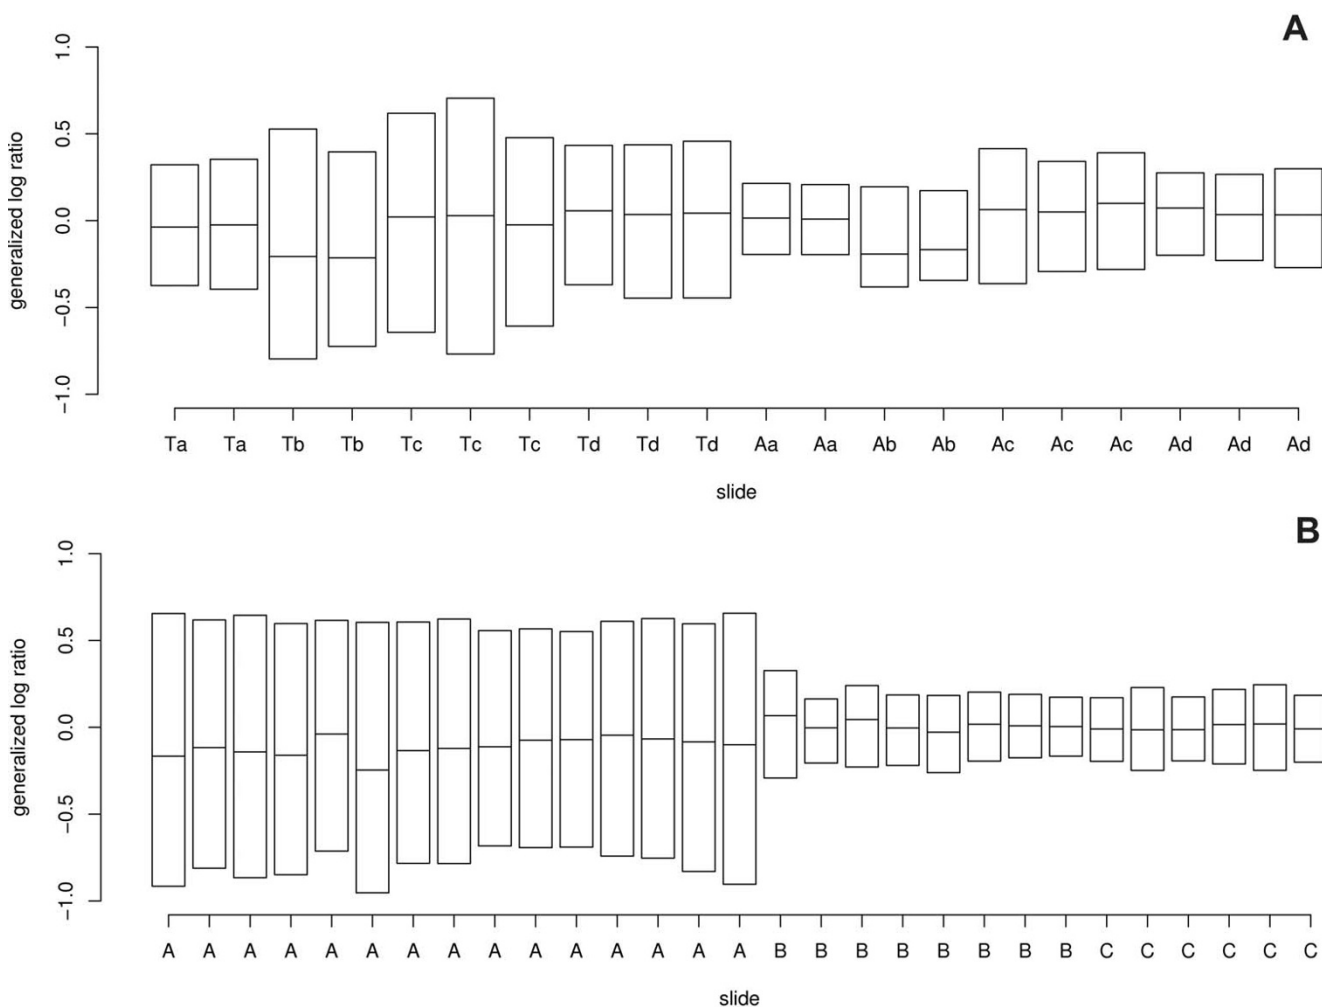 A
generalized log ratio
1.0
0.5
0.0
−0.5
−1.0
Ta Ta Tb Tb Tc Tc Tc Td Td Td Aa Aa Ab Ab Ac Ac Ac Ad Ad Ad
slide
B
generalized log ratio
1.0
0.5
0.0
−0.5
−1.0
A A A A A A A A A A A A A A A B B B B B B B B C C C C C C
slide